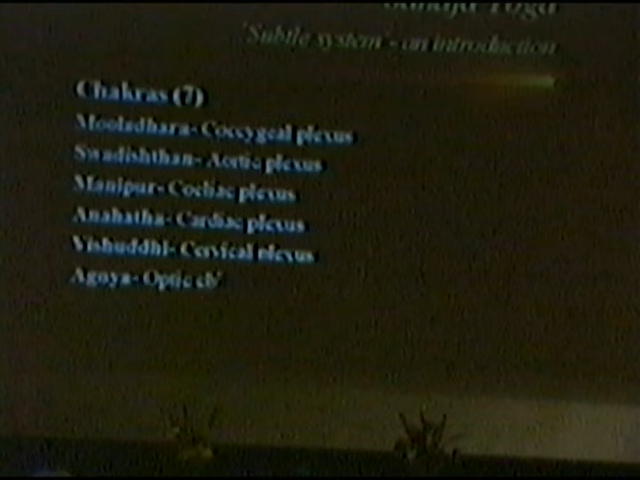 Sahaja Yoga
'Subtle system'- an introduction
Chakras (7)
Mooladhara- Coccygeal plexus
Swadishthan- Aortic plexus
Manipur- Coeliac plexus
Anahatha- Cardiac plexus
Vishuddhi- Cervical plexus
Agnya- Optic ch